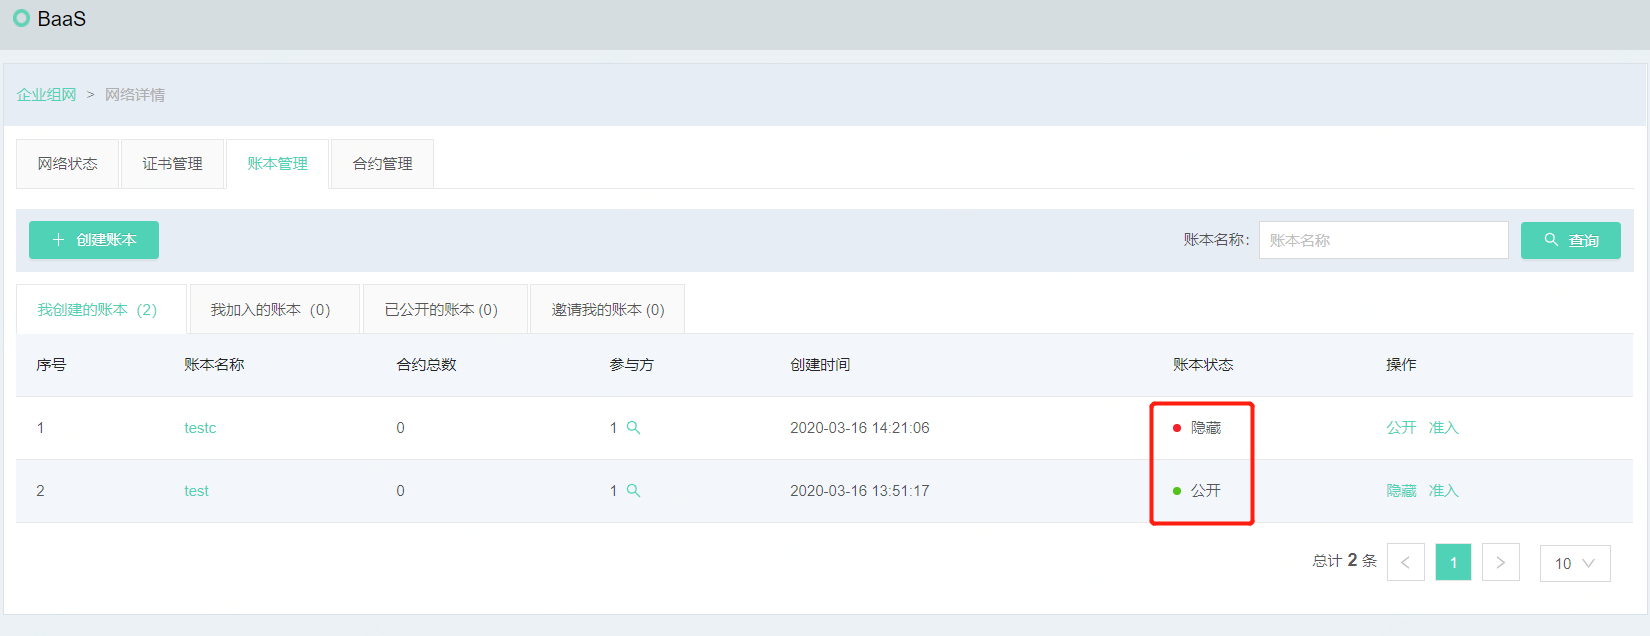 BaaS
企业组网 > 网络详情
网络状态 证书管理 账本管理 合约管理
+ 创建账本 账本名称: 账本名称 查询
我创建的账本 (2) 我加入的账本 (0) 已公开的账本 (0) 邀请我的账本 (0)
序号 账本名称 合约总数 参与方 创建时间 账本状态 操作
1 testc 0 1 2020-03-16 14:21:06 隐藏 公开 准入
2 test 0 1 2020-03-16 13:51:17 公开 隐藏 准入
总计 2 条 < 1 > 10